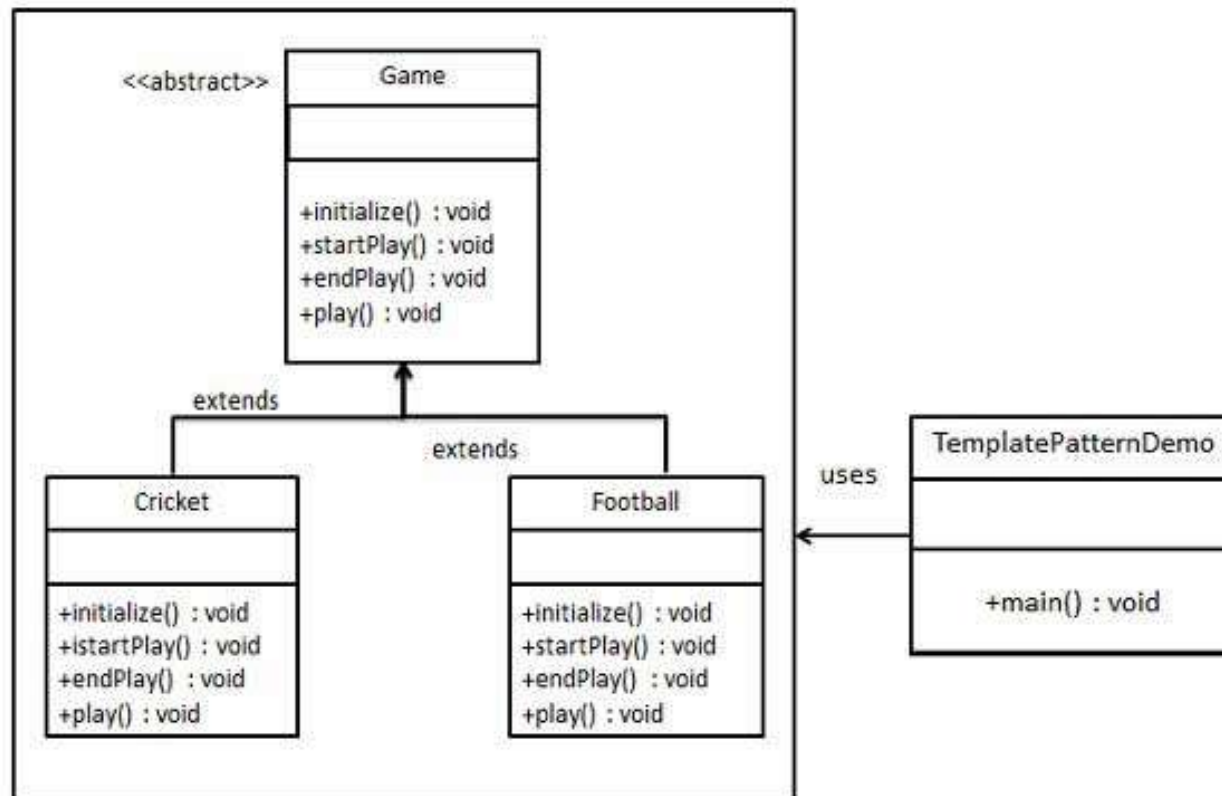 <<abstract>>
Game
+initialize() : void
+startPlay() : void
+endPlay() : void
+play() : void
extends
extends
Cricket
+initialize() : void
+istartPlay() : void
+endPlay() : void
+play() : void
Football
+initialize() : void
+startPlay() : void
+endPlay() : void
+play() : void
uses
TemplatePatternDemo
+main() : void